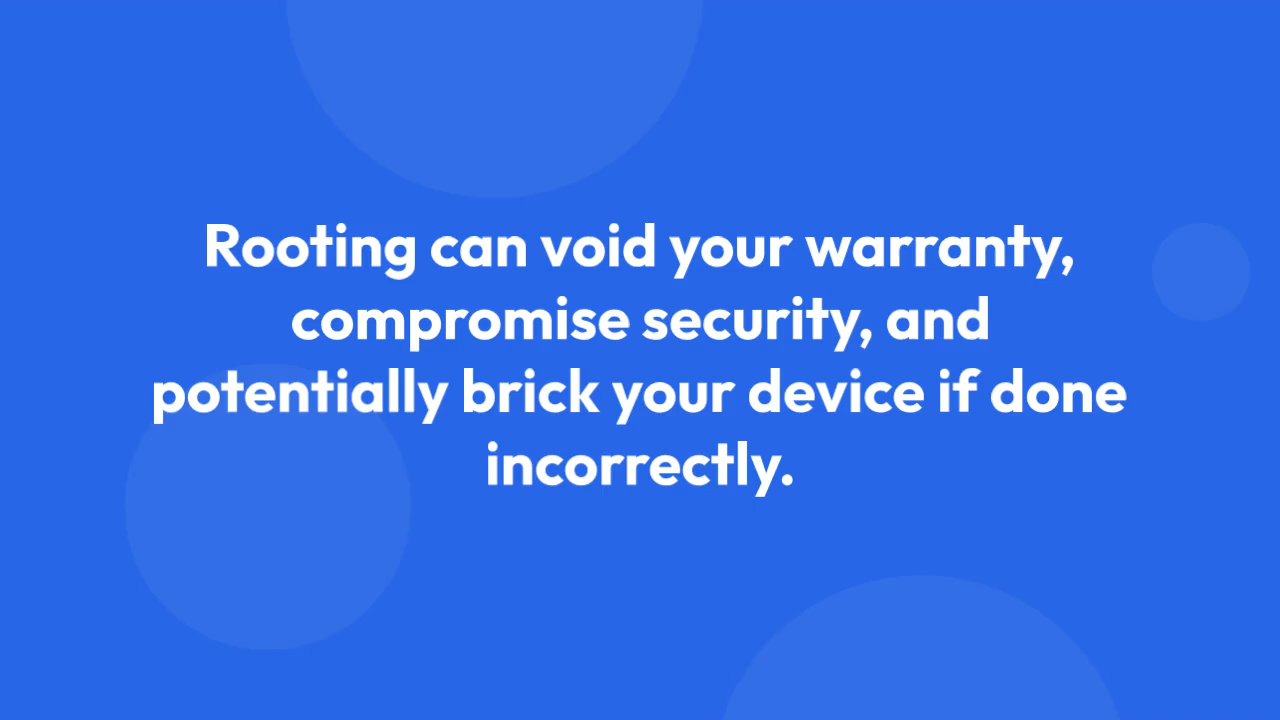 Rooting can void your warranty,
compromise security, and
potentially brick your device if done
incorrectly.